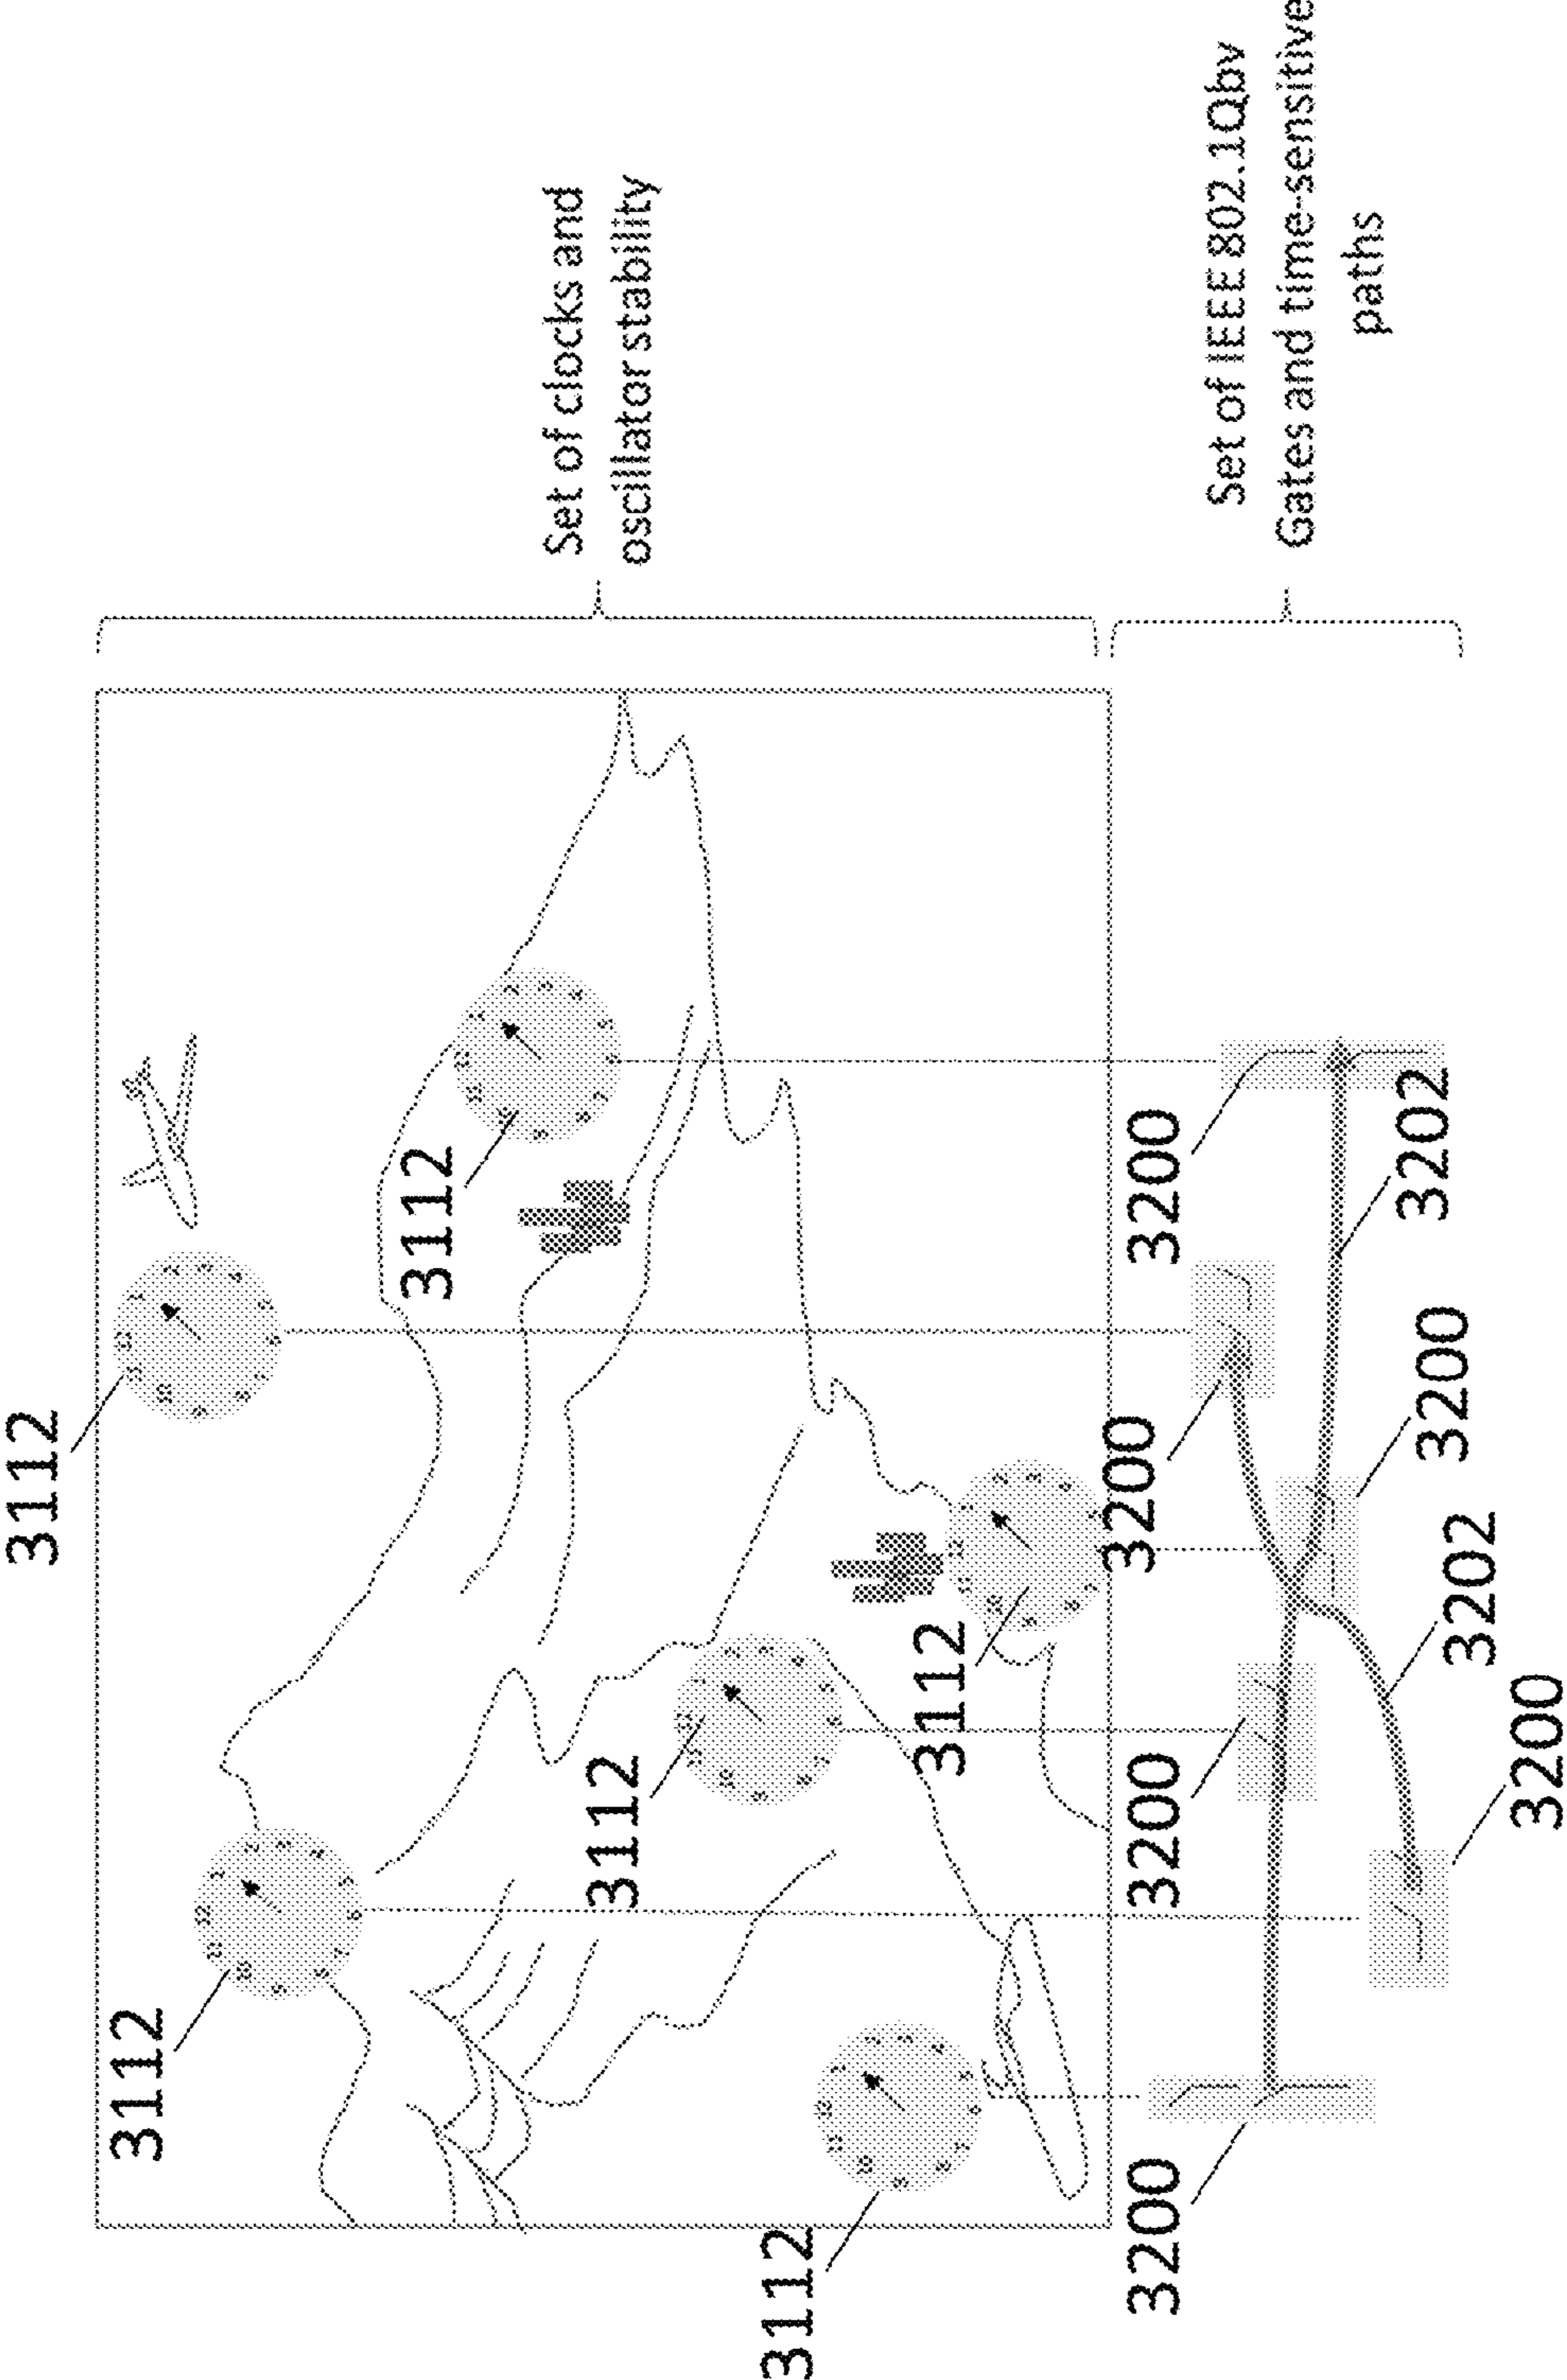 3112
3112
3112
Set of clocks and
oscillator stability
3112
3112
3112
3200
3200
3200
3200
Set of IEEE 802.1Qbv
Gates and time-sensitive
paths
3202
3200
3202
3200